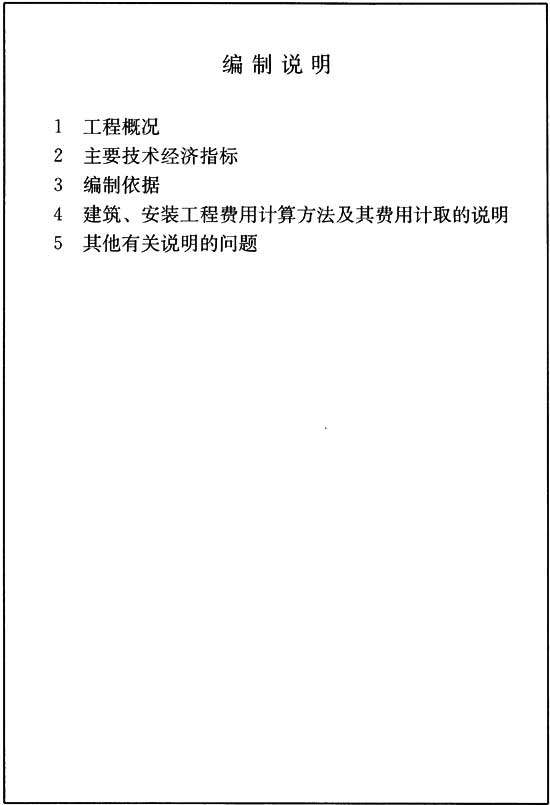 编制说明
1 工程概况
2 主要技术经济指标
3 编制依据
4 建筑、安装工程费用计算方法及其费用计取的说明
5 其他有关说明的问题